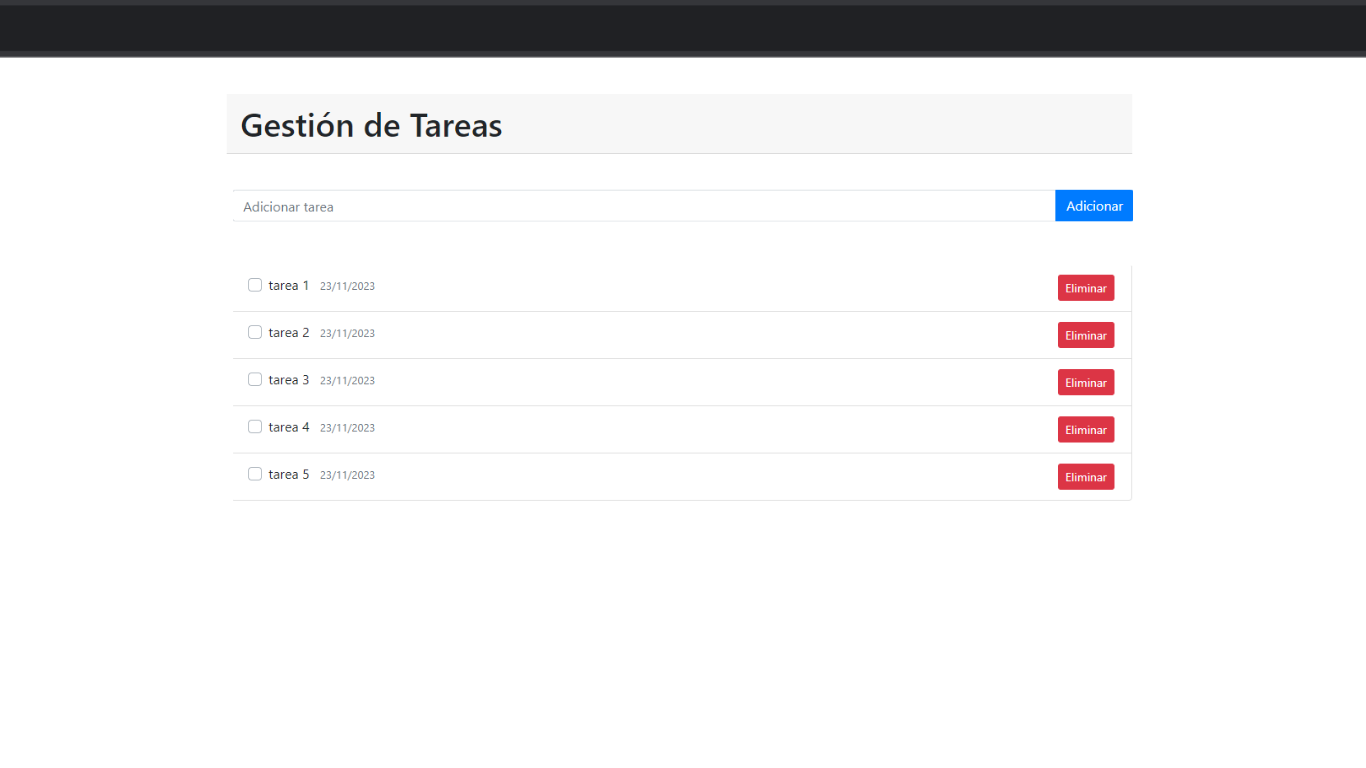 Gestión de Tareas
Adicionar tarea Adicionar
tarea 1 23/11/2023 Eliminar
tarea 2 23/11/2023 Eliminar
tarea 3 23/11/2023 Eliminar
tarea 4 23/11/2023 Eliminar
tarea 5 23/11/2023 Eliminar